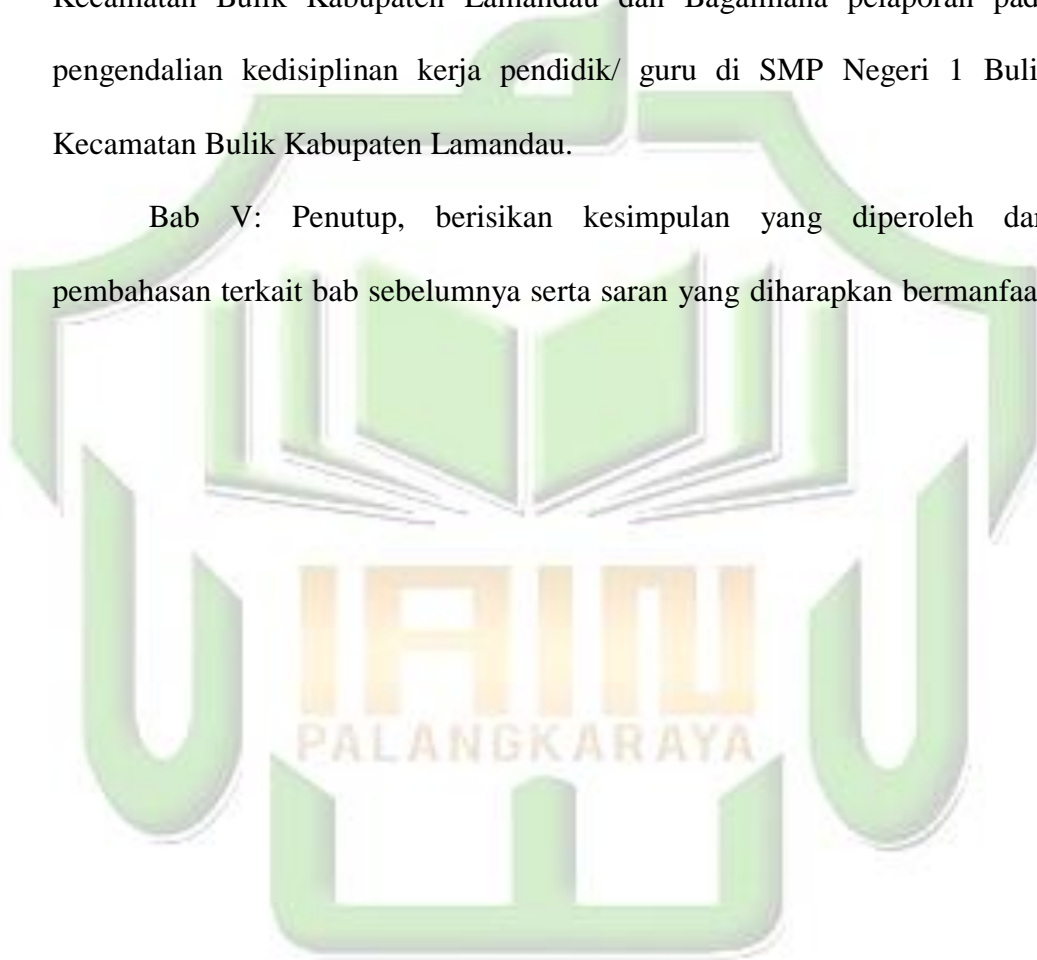 Kecamatan Bulik Kabupaten Lamandau dan Bagaimana pelaporan pad
pengendalian kedisiplinan kerja pendidik/ guru di SMP Negeri 1 Buli
Kecamatan Bulik Kabupaten Lamandau.
Bab V: Penutup, berisikan kesimpulan yang diperoleh dar
pembahasan terkait bab sebelumnya serta saran yang diharapkan bermanfaa
IAIN
PALANGKARAYA